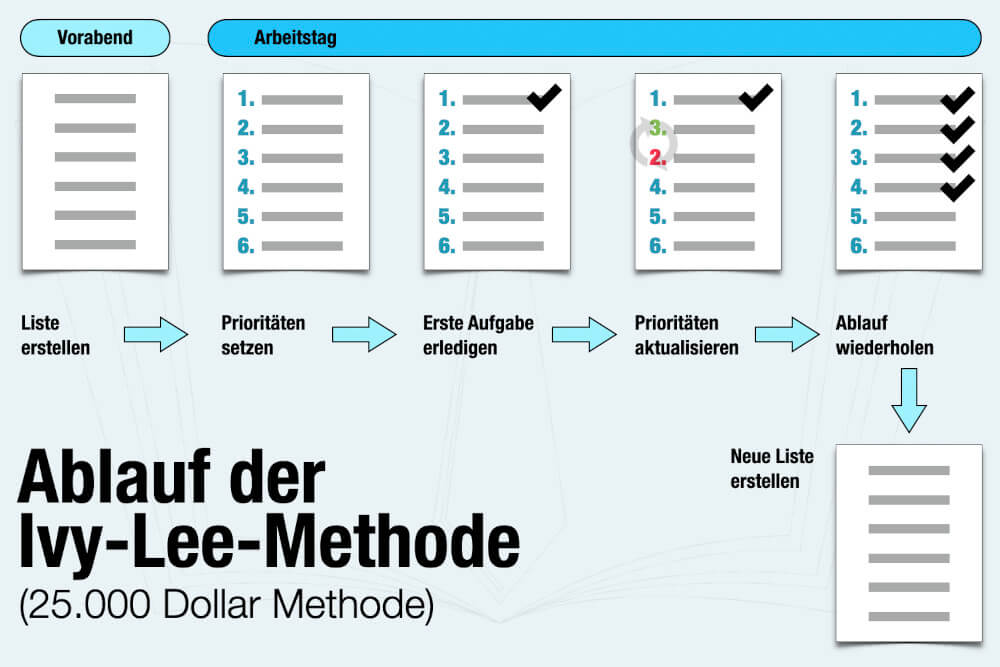 Vorabend
Arbeitstag
1.
2.
3.
4.
5.
6.
1.
2.
3.
4.
5.
6.
1.
3.
2.
4.
5.
6.
1.
2.
3.
4.
5.
6.
Liste
erstellen
Prioritäten
setzen
Erste Aufgabe
erledigen
Prioritäten
aktualisieren
Ablauf
wiederholen
Neue Liste
erstellen
Ablauf der
Ivy-Lee-Methode
(25.000 Dollar Methode)